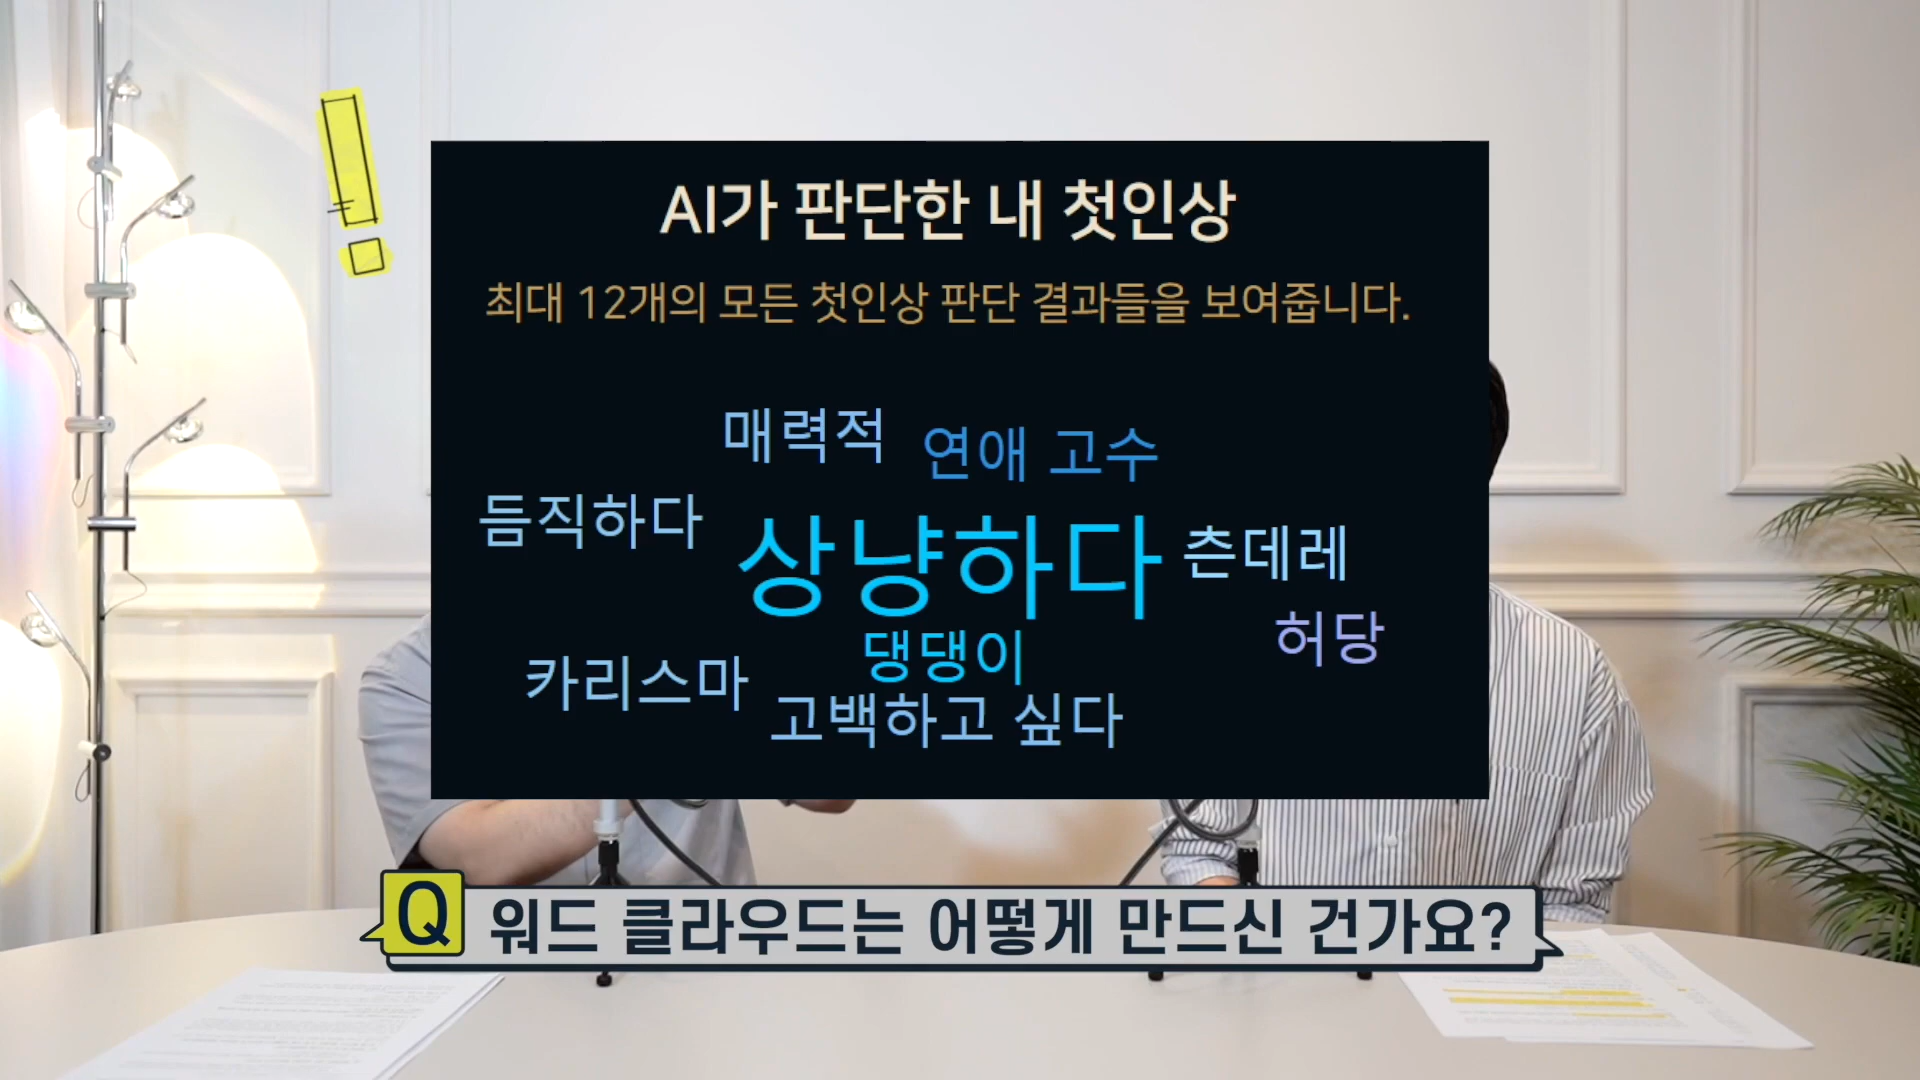 AI가 판단한 내 첫인상
최대 12개의 모든 첫인상 판단 결과들을 보여줍니다.
매력적
연애 고수
듬직하다
상냥하다
츤데레
허당
댕댕이
카리스마
고백하고 싶다
Q 워드 클라우드는 어떻게 만드신 건가요?